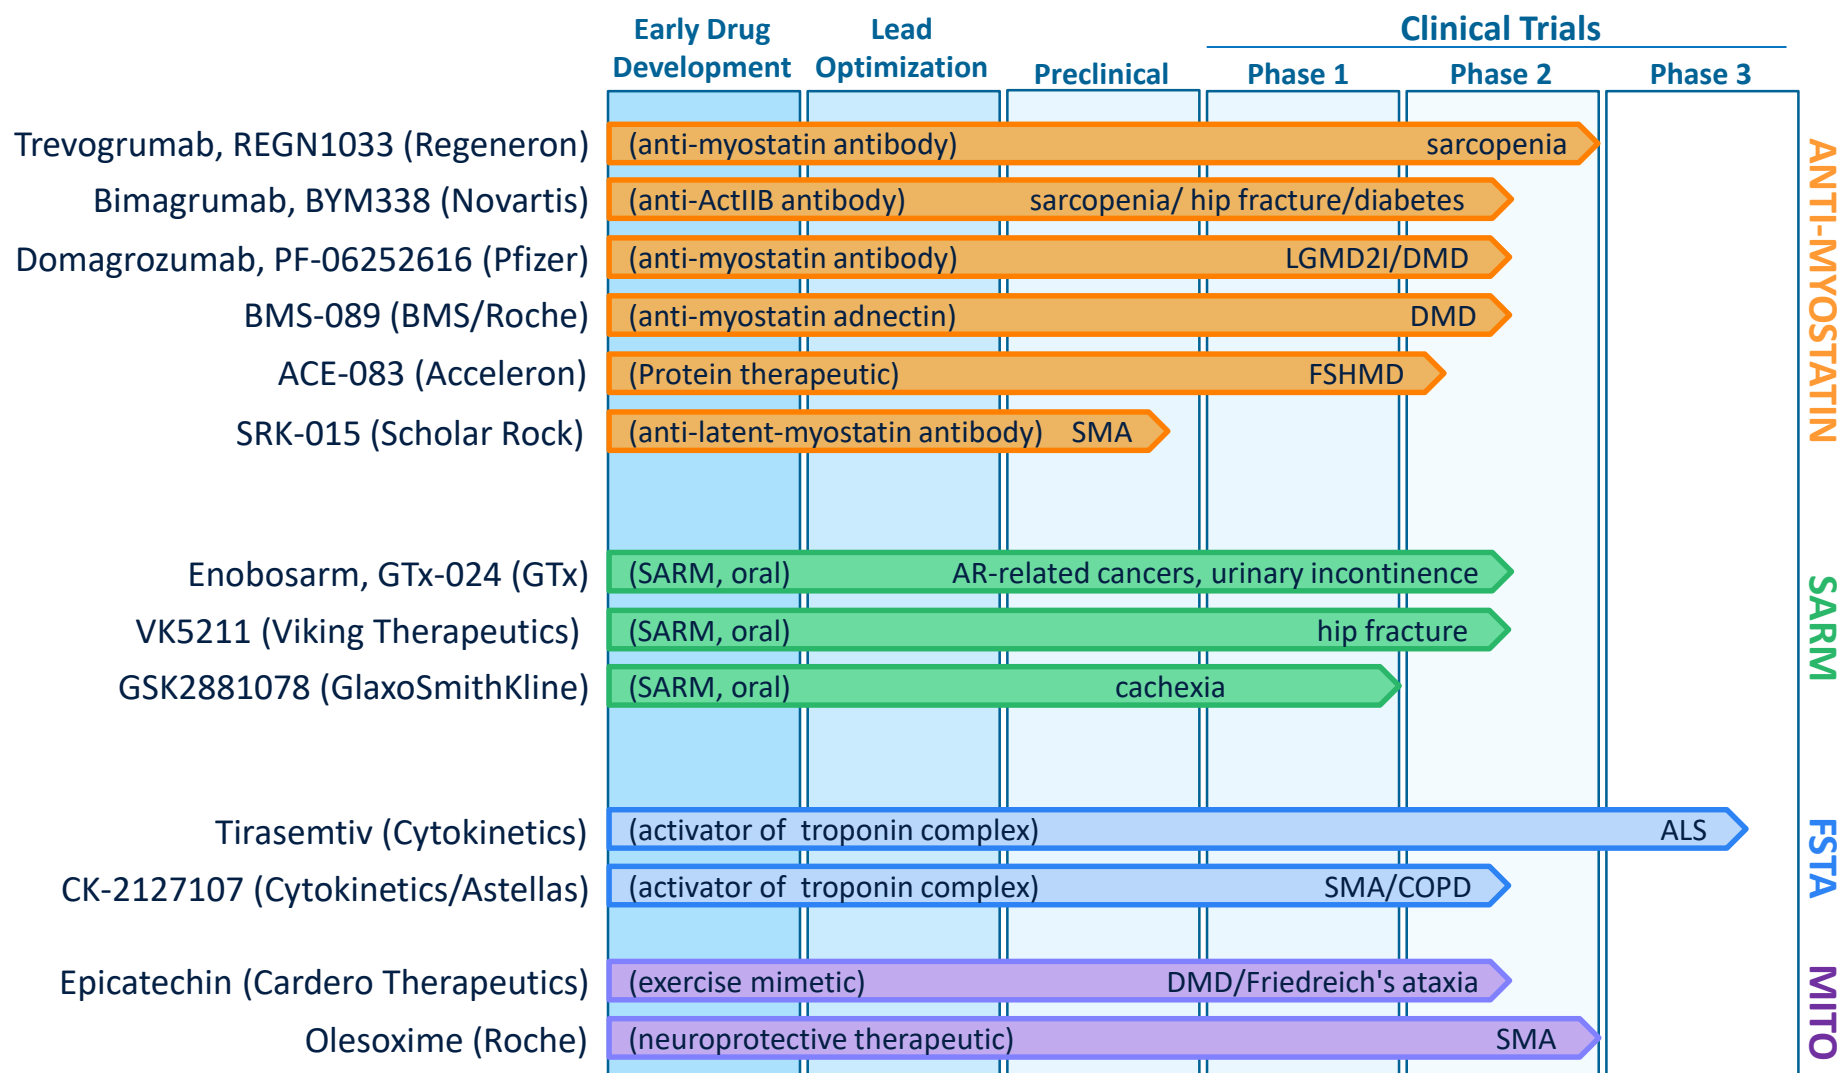 Early Drug Development
Lead Optimization
Preclinical
Clinical Trials
Phase 1
Phase 2
Phase 3
Trevogrumab, REGN1033 (Regeneron) (anti-myostatin antibody) sarcopenia
Bimagrumab, BYM338 (Novartis) (anti-ActIIB antibody) sarcopenia/ hip fracture/diabetes
Domagrozumab, PF-06252616 (Pfizer) (anti-myostatin antibody) LGMD2I/DMD
BMS-089 (BMS/Roche) (anti-myostatin adnectin) DMD
ACE-083 (Acceleron) (Protein therapeutic) FSHMD
SRK-015 (Scholar Rock) (anti-latent-myostatin antibody) SMA
ANTI-MYOSTATIN
Enobosarm, GTx-024 (GTx) (SARM, oral) AR-related cancers, urinary incontinence
VK5211 (Viking Therapeutics) (SARM, oral) hip fracture
GSK2881078 (GlaxoSmithKline) (SARM, oral) cachexia
SARM
Tirasemtiv (Cytokinetics) (activator of troponin complex) ALS
CK-2127107 (Cytokinetics/Astellas) (activator of troponin complex) SMA/COPD
FSTA
Epicatechin (Cardero Therapeutics) (exercise mimetic) DMD/Friedreich's ataxia
Olesoxime (Roche) (neuroprotective therapeutic) SMA
MITO